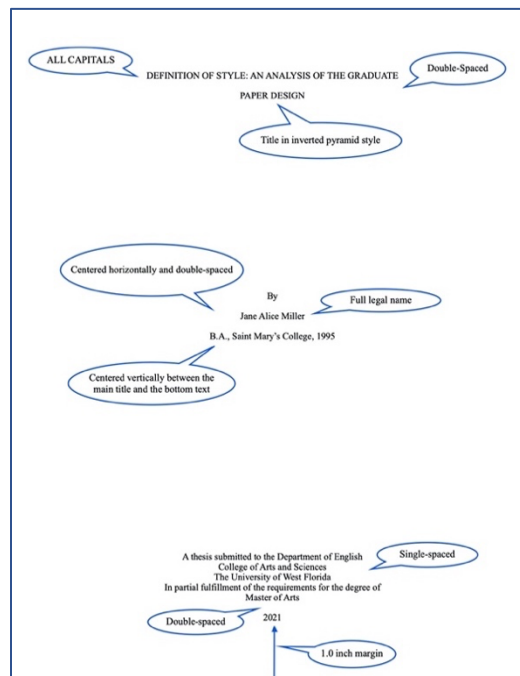 ALL CAPITALS
DEFINITION OF STYLE: AN ANALYSIS OF THE GRADUATE
Double-Spaced
PAPER DESIGN
Title in inverted pyramid style
Centered horizontally and double-spaced
By
Full legal name
Jane Alice Miller
B.A., Saint Mary's College, 1995
Centered vertically between the
main title and the bottom text
A thesis submitted to the Department of English
Single-spaced
College of Arts and Sciences
The University of West Florida
In partial fulfillment of the requirements for the degree of
Master of Arts
Double-spaced
2021
1.0 inch margin